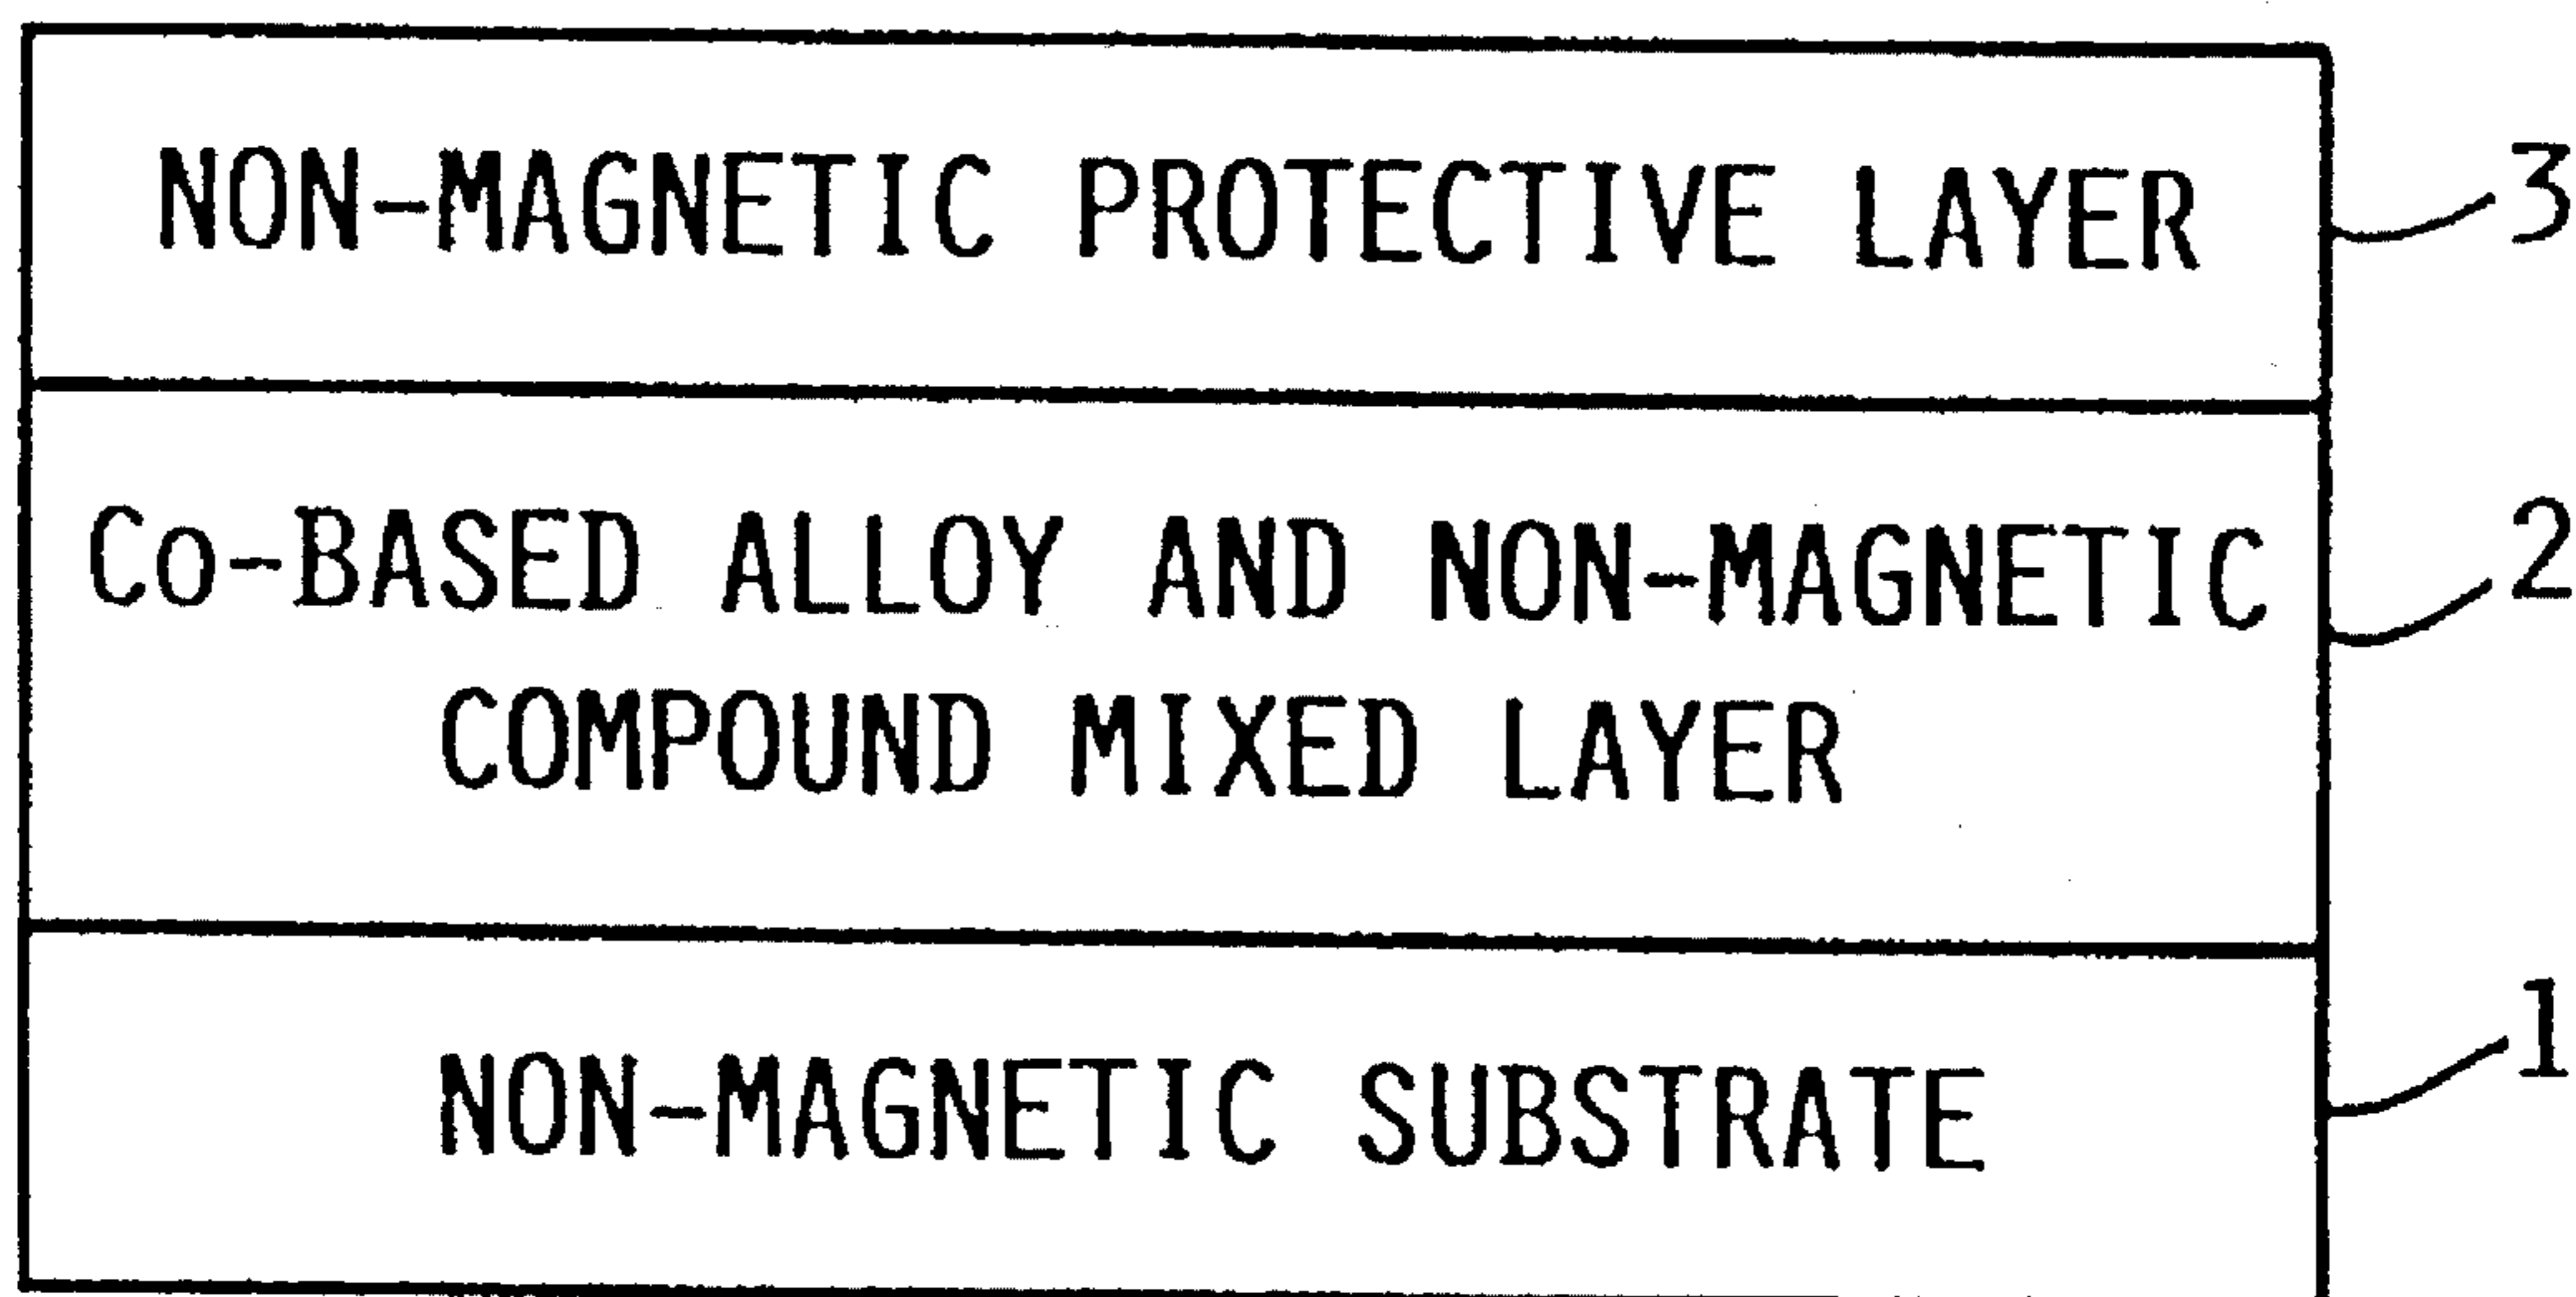 NON-MAGNETIC PROTECTIVE LAYER
3
Co-BASED ALLOY AND NON-MAGNETIC
2
COMPOUND MIXED LAYER
NON-MAGNETIC SUBSTRATE
1